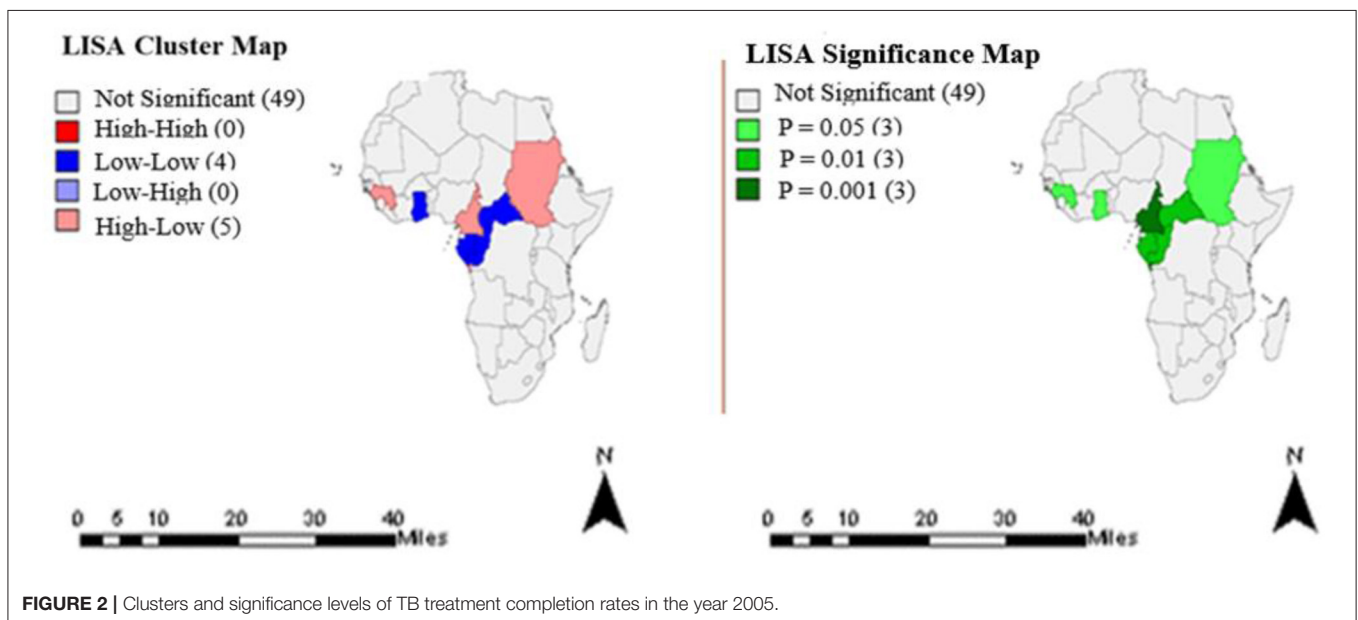 LISA Cluster Map
Not Significant (49)
High-High (0)
Low-Low (4)
Low-High (0)
High-Low (5)
N
0 5 10 20 30 40
Miles
LISA Significance Map
Not Significant (49)
P = 0.05 (3)
P = 0.01 (3)
P = 0.001 (3)
N
0 5 10 20 30 40
Miles
FIGURE 2 | Clusters and significance levels of TB treatment completion rates in the year 2005.